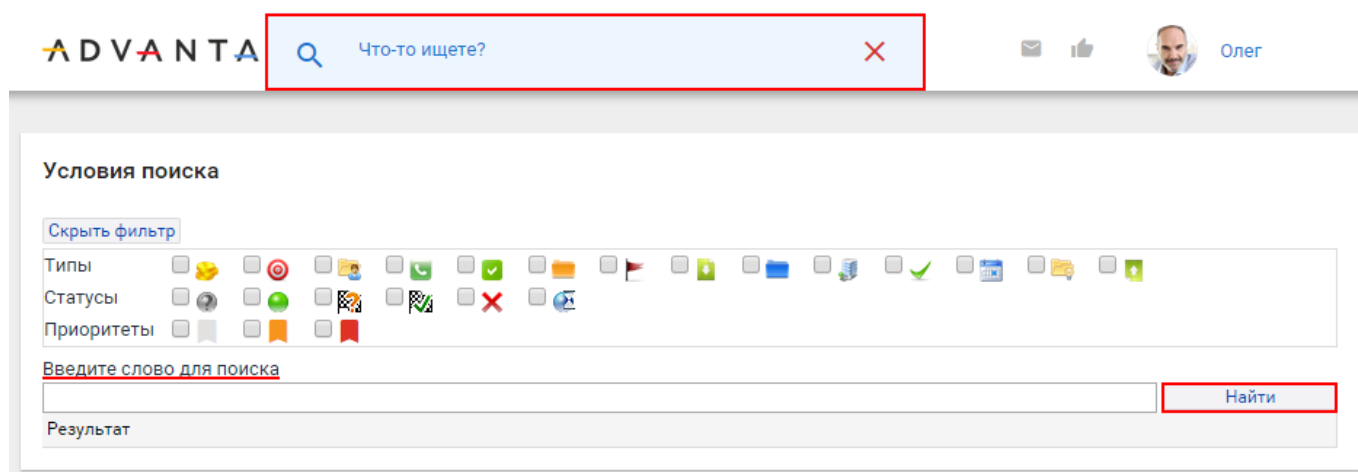 ADVANTA
Что-то ищете?
Олег
Условия поиска
Скрыть фильтр
Типы
Статусы
Приоритеты
Введите слово для поиска
Найти
Результат